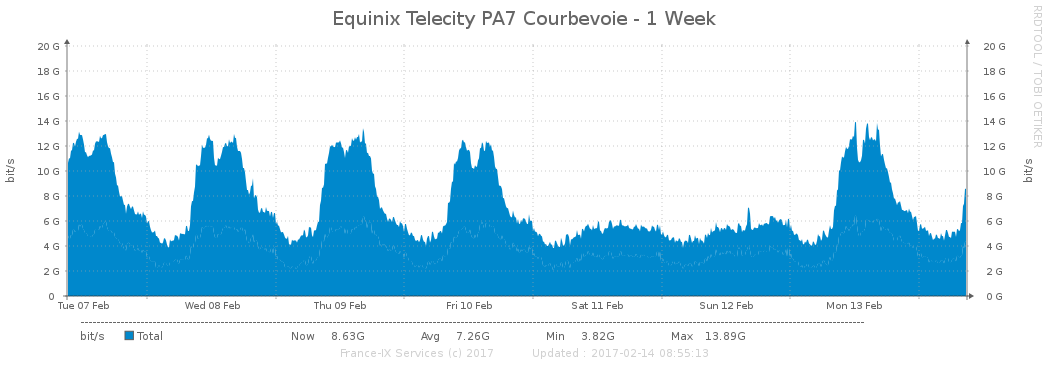 Equinix Telecity PA7 Courbevoie - 1 Week
RRDTOOL / TOBI OETIKER
20 G 20 G
18 G 18 G
16 G 16 G
14 G 14 G
12 G 12 G
10 G 10 G
8 G 8 G
6 G 6 G
4 G 4 G
2 G 2 G
0 0 G
bit/s bit/s
Tue 07 Feb Wed 08 Feb Thu 09 Feb Fri 10 Feb Sat 11 Feb Sun 12 Feb Mon 13 Feb
bit/s Total Now 8.63G Avg 7.26G Min 3.82G Max 13.89G
France-IX Services (c) 2017 Updated : 2017-02-14 08:55:13